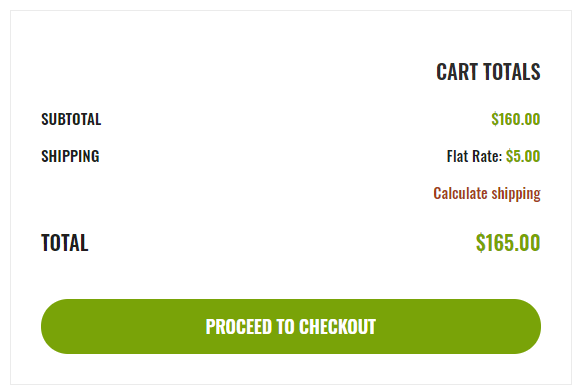 CART TOTALS
SUBTOTAL $160.00
SHIPPING Flat Rate: $5.00
Calculate shipping
TOTAL $165.00
PROCEED TO CHECKOUT